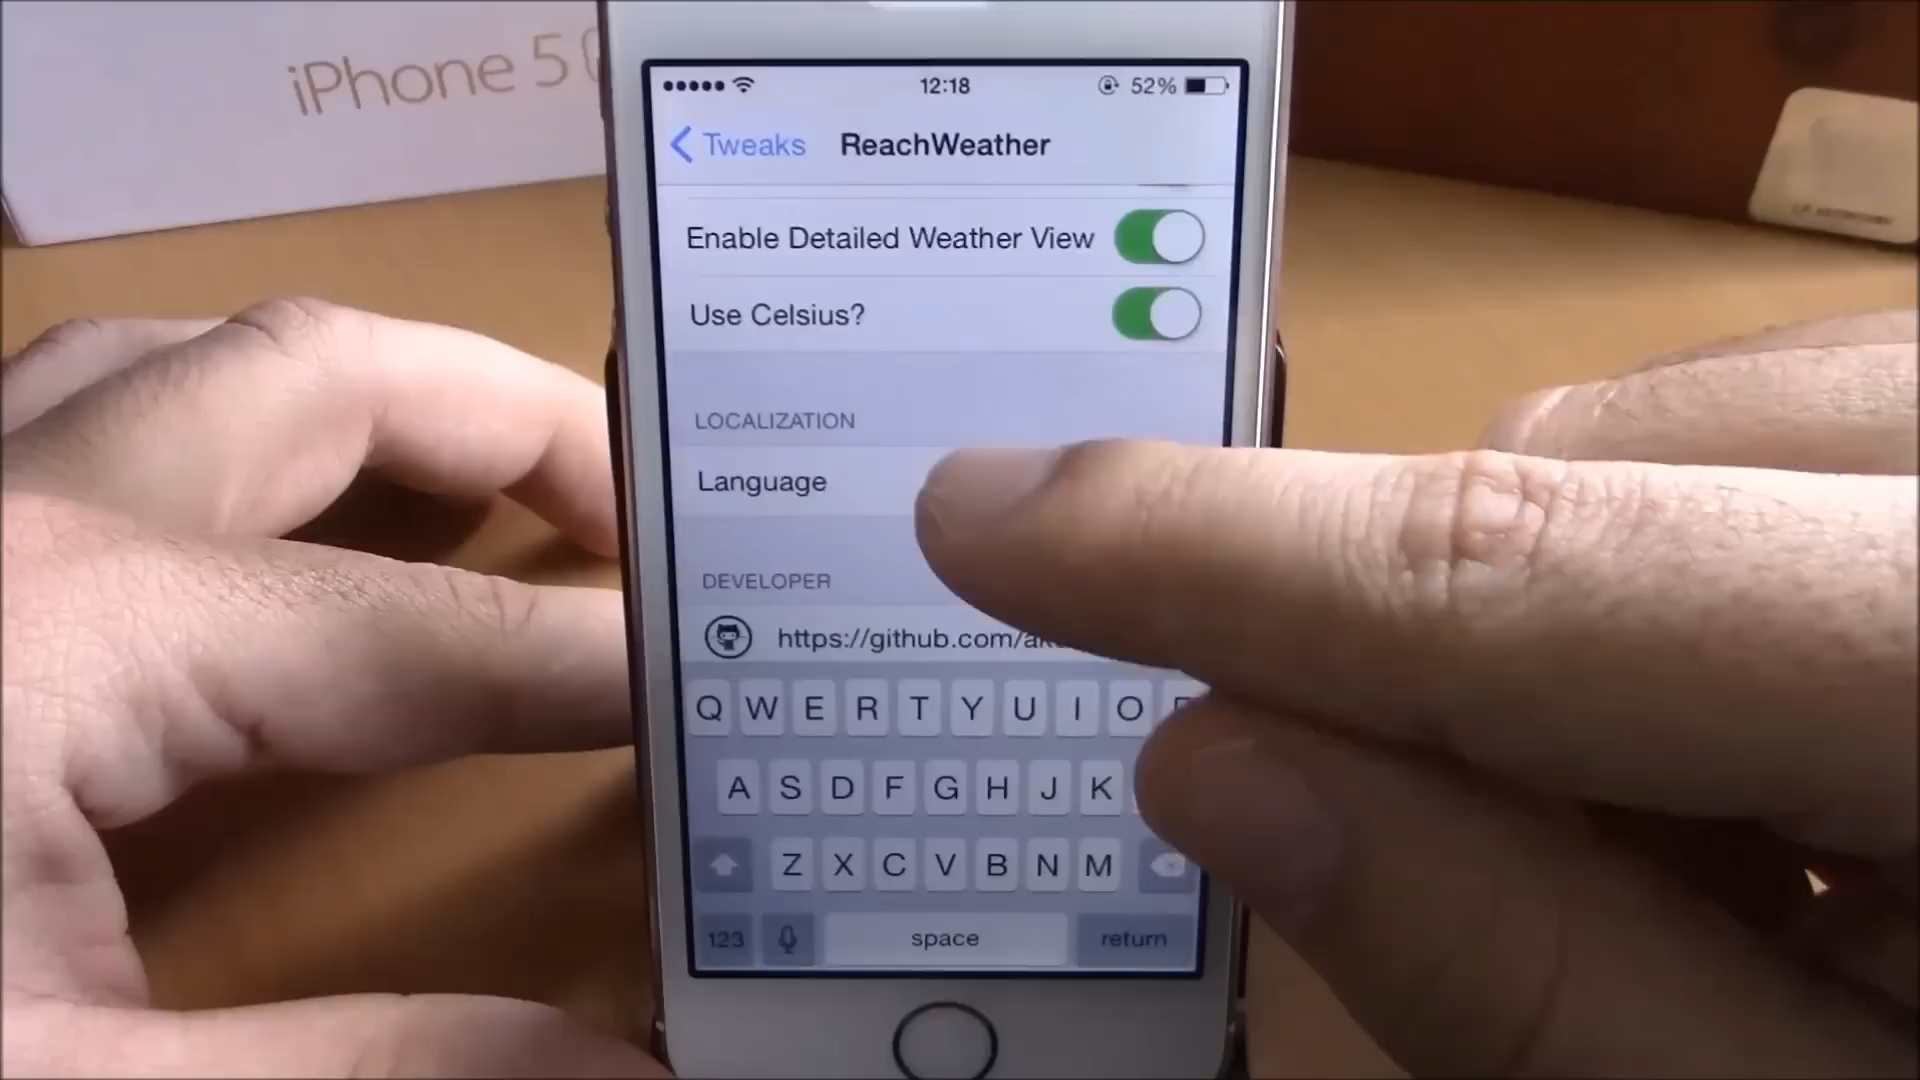 iPhone 5
12:18
52%
Tweaks
ReachWeather
Enable Detailed Weather View
Use Celsius?
LOCALIZATION
Language
DEVELOPER
https://github.com/ak
Q W E R T Y U I O
A S D F G H J K
Z X C V B N M
123
space
return